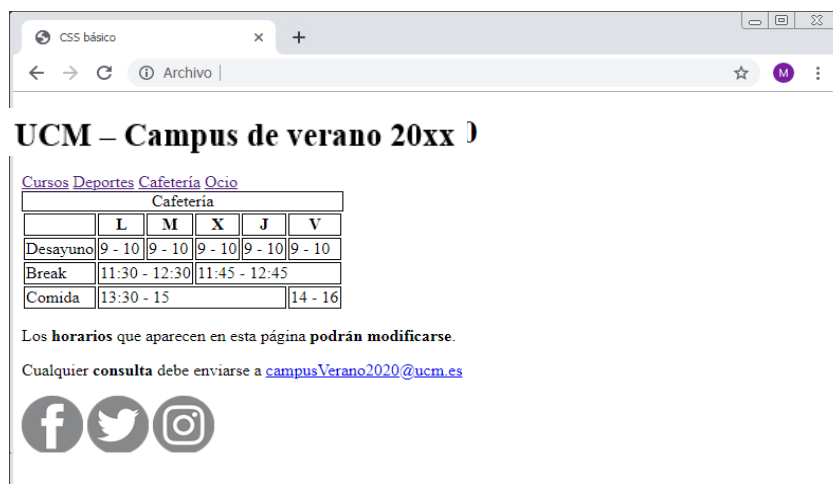 CSS básico
Archivo
M
UCM – Campus de verano 20xx
Cursos Deportes Cafetería Ocio
Cafetería
L M X J V
Desayuno 9 - 10 9 - 10 9 - 10 9 - 10 9 - 10
Break 11:30 - 12:30 11:45 - 12:45
Comida 13:30 - 15 14 - 16
Los horarios que aparecen en esta página podrán modificarse.
Cualquier consulta debe enviarse a campusVerano2020@ucm.es